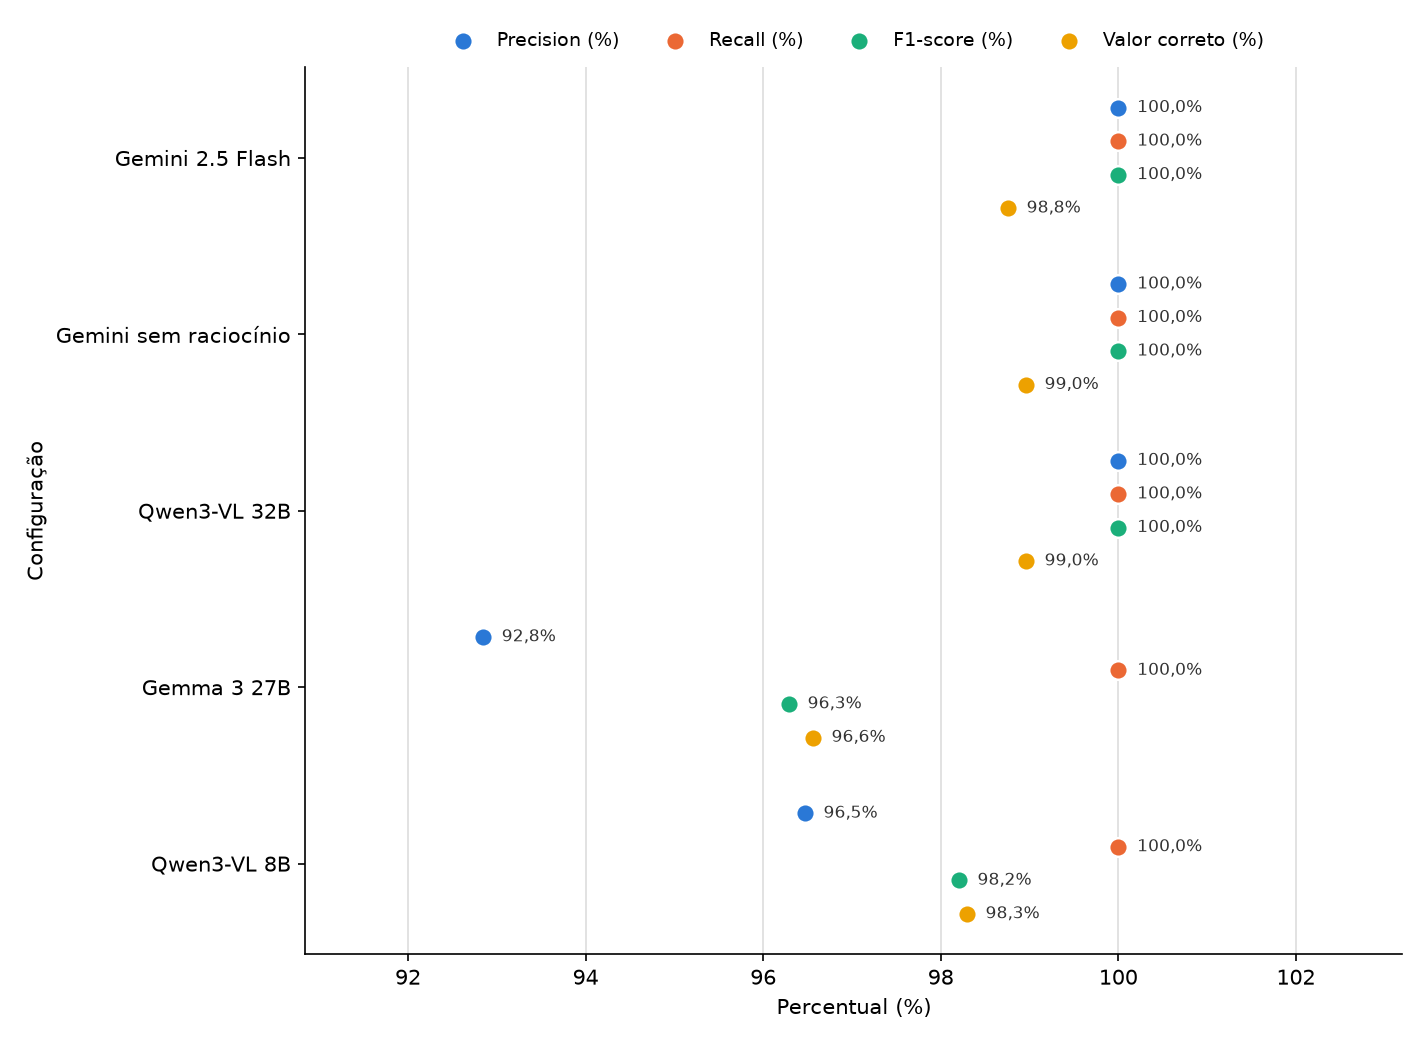 Precision (%) Recall (%) F1-score (%) Valor correto (%)
100,0%
100,0%
Gemini 2.5 Flash
100,0%
98,8%
100,0%
100,0%
Gemini sem raciocínio
100,0%
99,0%
100,0%
100,0%
Qwen3-VL 32B
100,0%
99,0%
92,8%
100,0%
Gemma 3 27B
96,3%
96,6%
96,5%
100,0%
Qwen3-VL 8B
98,2%
98,3%
Configuração
92 94 96 98 100 102
Percentual (%)